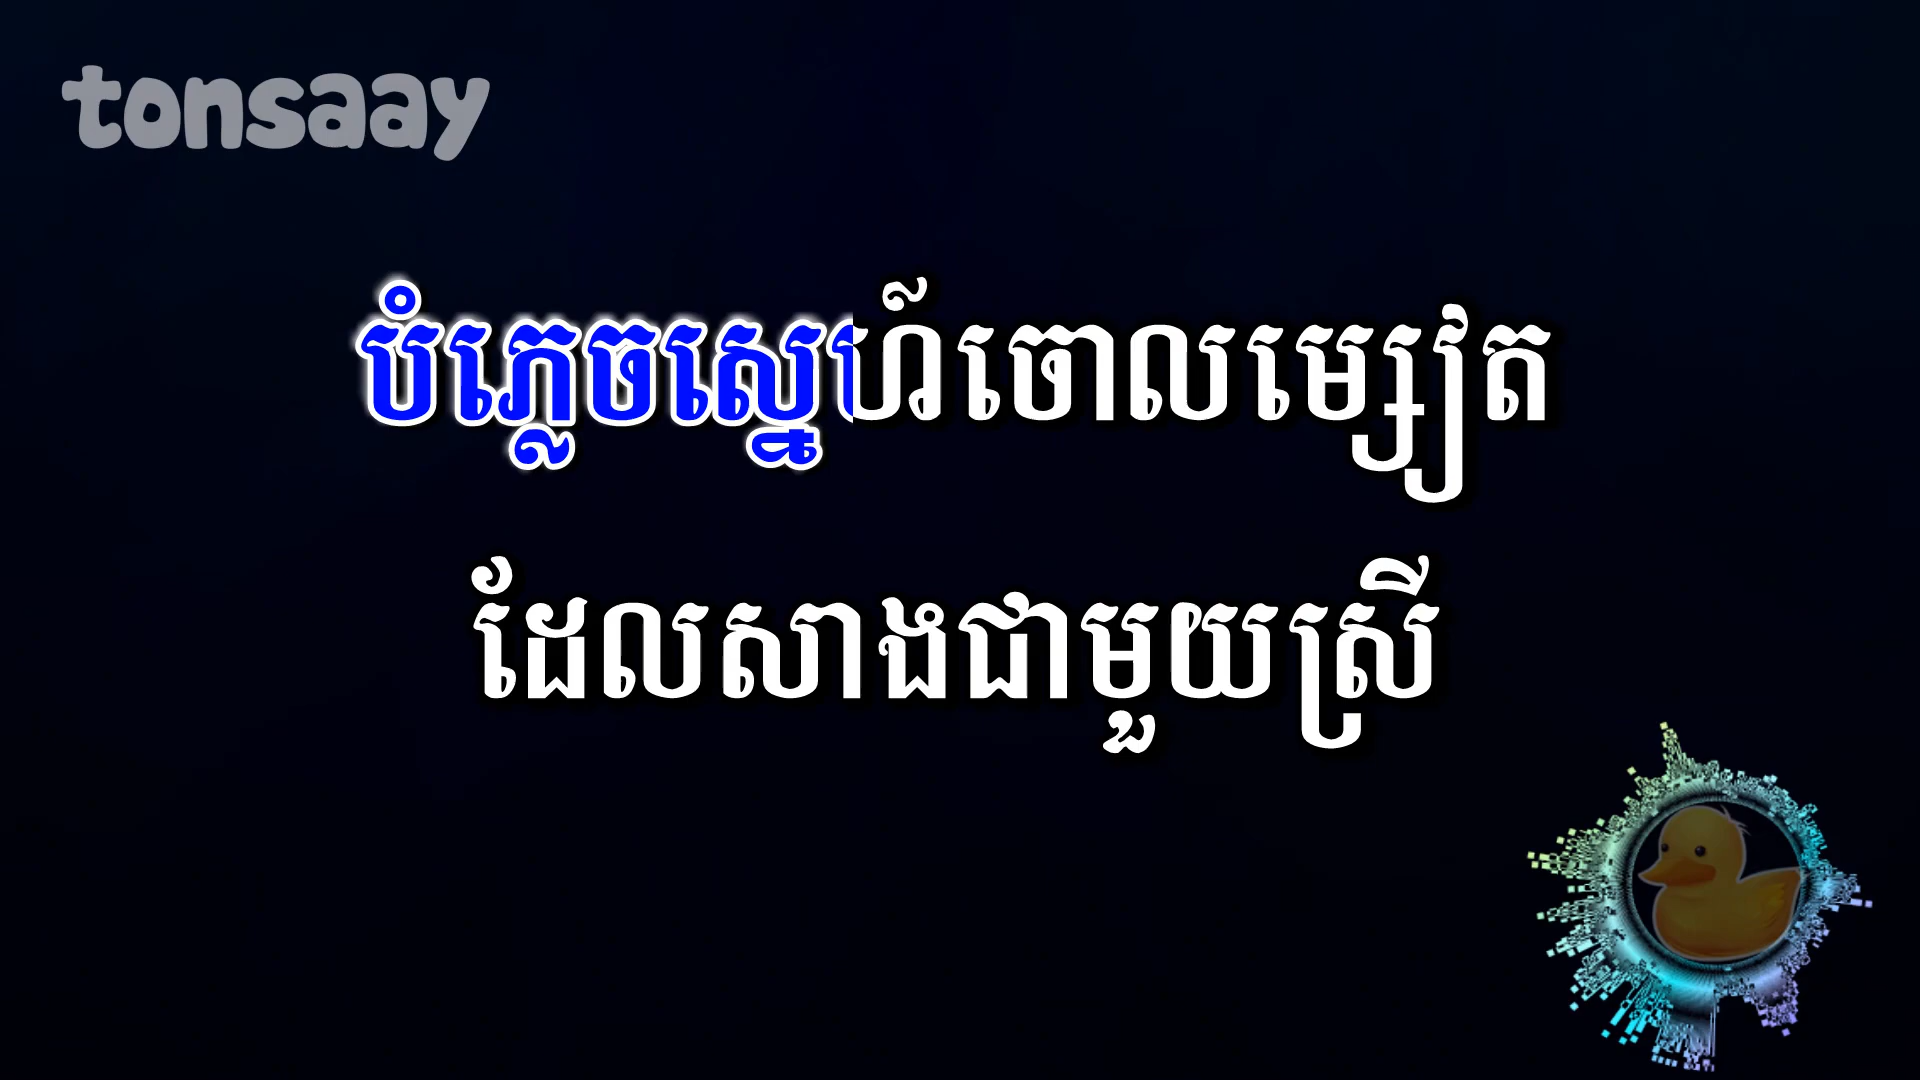 tonsaay
បំភ្លេចស្នេហ៍ចោលម្សៀត
ដែលសាងជាមួយស្រី